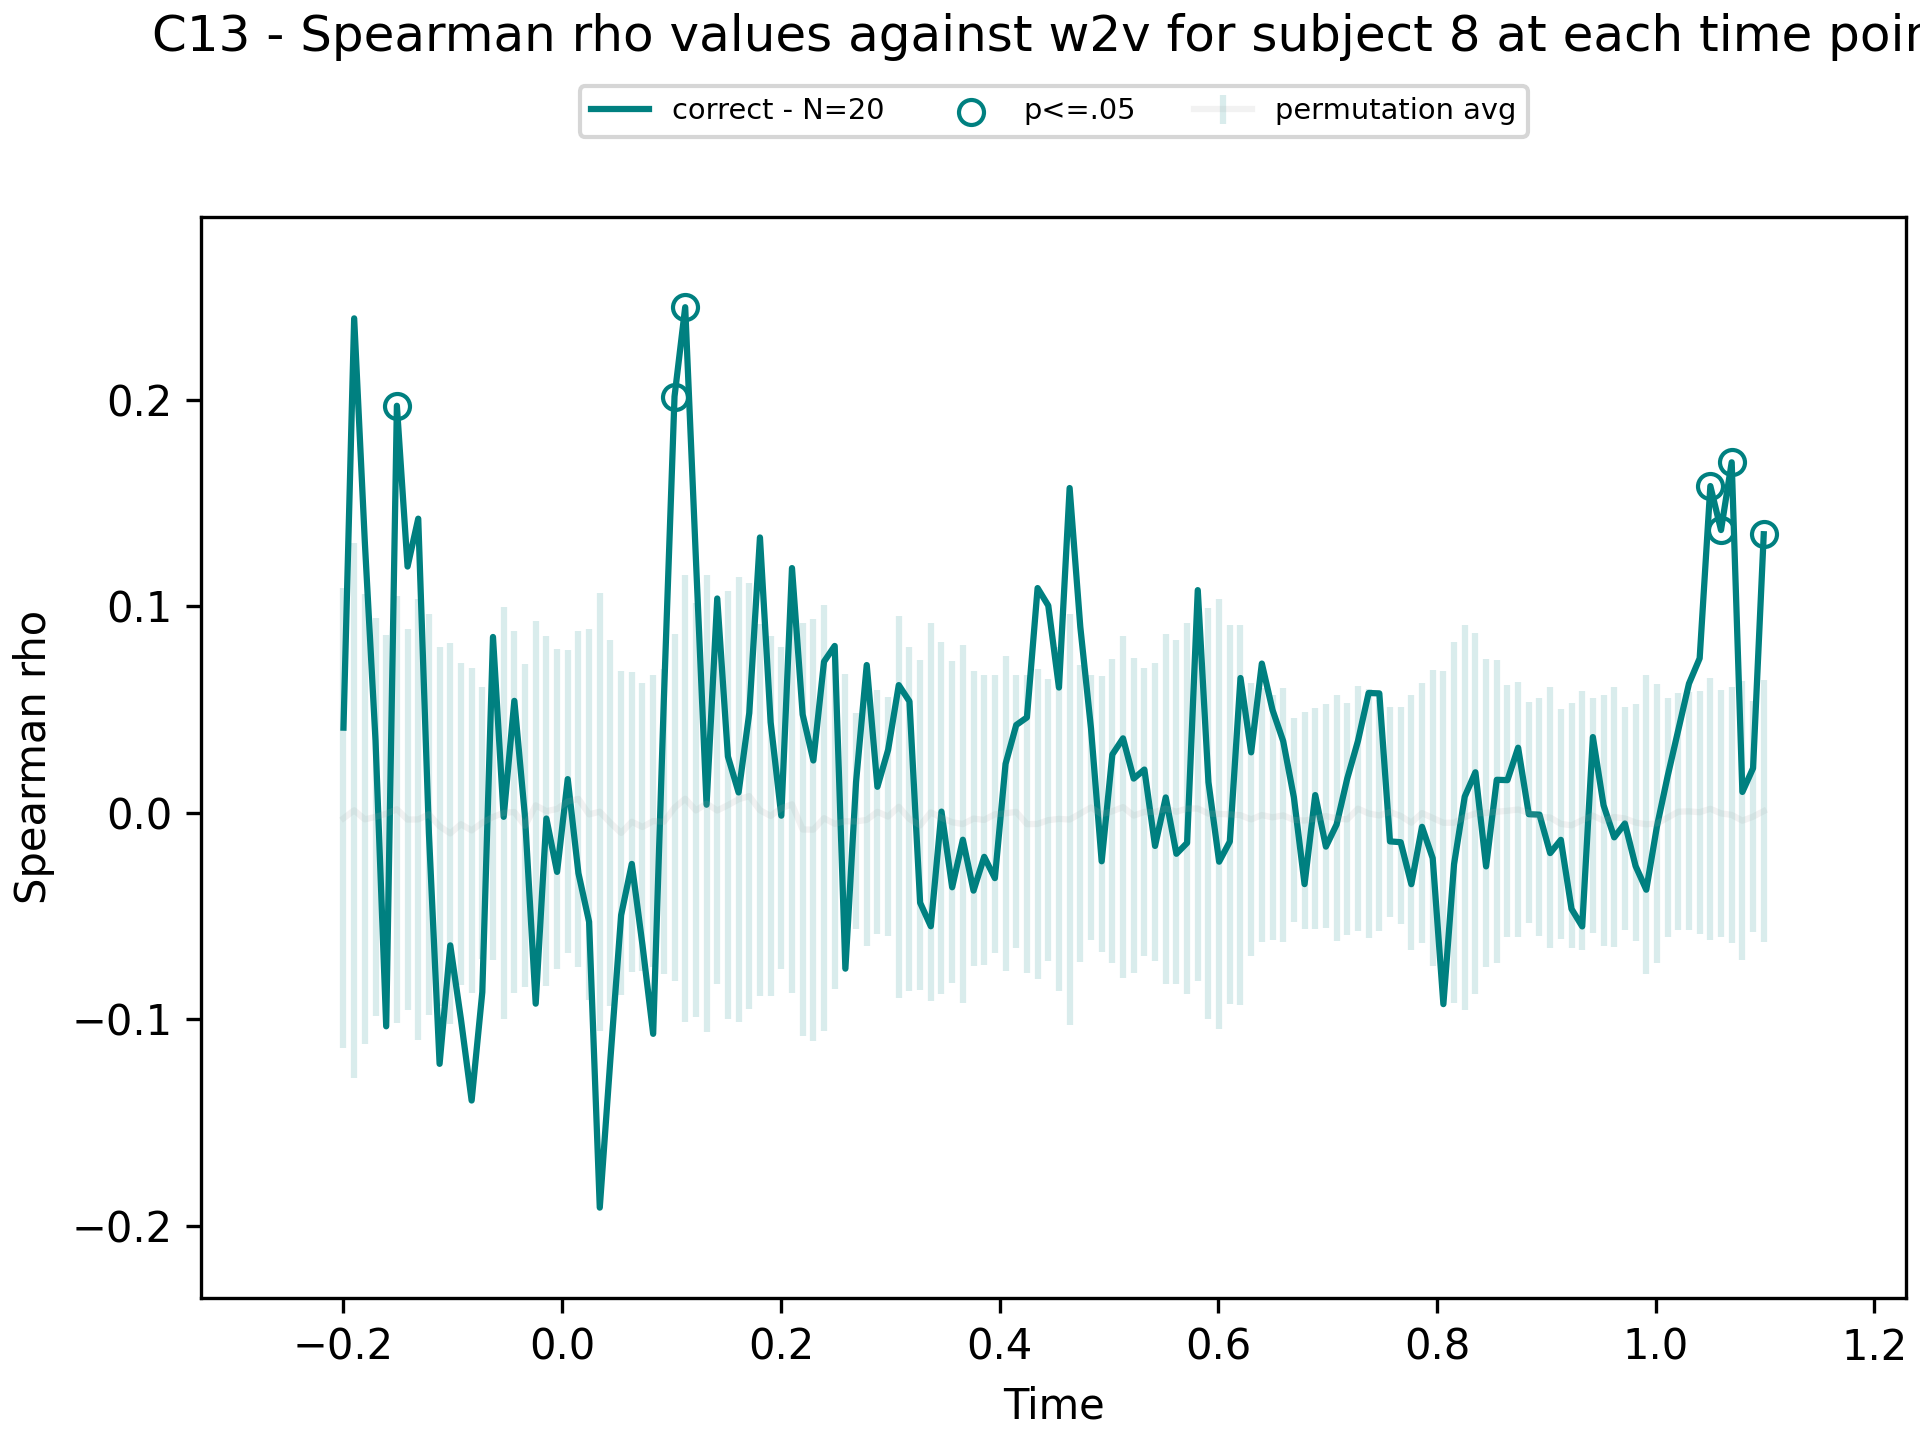 C13 - Spearman rho values against w2v for subject 8 at each time poin
correct - N=20 p<=.05 permutation avg
Spearman rho
0.2
0.1
0.0
−0.1
−0.2
−0.2 0.0 0.2 0.4 0.6 0.8 1.0 1.2
Time